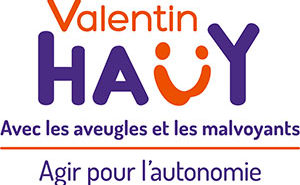 Valentin
HAÜY
Avec les aveugles et les malvoyants
Agir pour l'autonomie